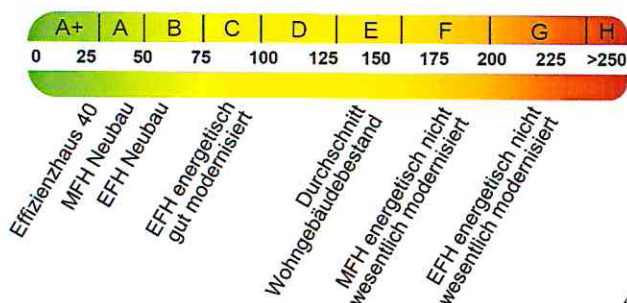 A+ A B C D E F G H
0 25 50 75 100 125 150 175 200 225 >250
Effizienzhaus 40
MFH Neubau
EFH Neubau
EFH energetisch
gut modernisiert
Durchschnitt
Wohngebäudebestand
MFH energetisch nicht
wesentlich modernisiert
EFH energetisch nicht
wesentlich modernisiert